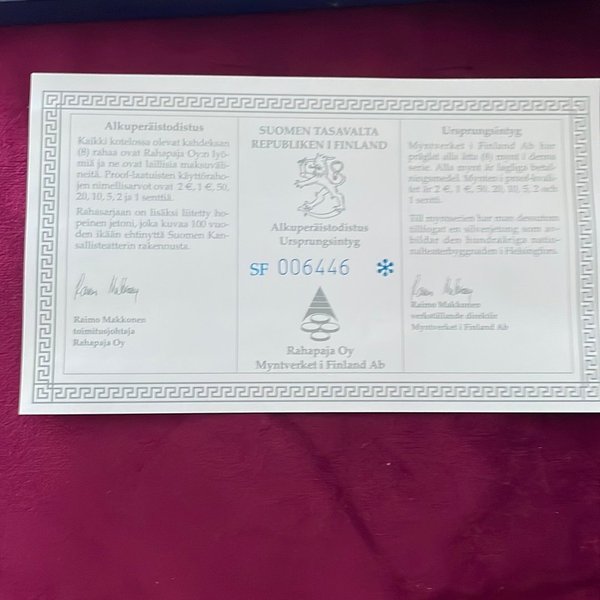 Alkuperäistodistus
Kaikki kotelossa olevat kahdeksan
(8) rahaa ovat Rahapaja Oy:n lyö-
miä ja ne ovat laillisia maksuväli-
neitä. Proof-laatuisten käyttöraho-
jen nimellisarvot ovat 2 €, 1 €, 50,
20, 10, 5, 2 ja 1 senttiä.
Rahasarjaan on lisäksi liitetty ho-
peinen jetoni, joka kuvaa 100 vuo-
den ikään ehtinyttä Suomen Kan-
sallisteatterin rakennusta.
Raimo Makkonen
toimitusjohtaja
Rahapaja Oy
SUOMEN TASAVALTA
REPUBLIKEN I FINLAND
Alkuperäistodistus
Ursprungsintyg
SF 006446
Rahapaja Oy
Myntverket i Finland Ab
Ursprungsintyg
Myntverket i Finland Ab har
präglat alla åtta (8) mynt i denna
serie. Alla mynt är lagliga betal-
ningsmedel. Mynten i proof-kvali-
tet är 2 €, 1 €, 50, 20, 10, 5, 2 och
1 sentti.
Till myntserien har man dessutom
tillfogat en silverjetong som av-
bildar den hundraåriga natio-
nalteaterbyggnaden i Helsingfors.
Raimo Makkonen
verkställande direktör
Myntverket i Finland Ab